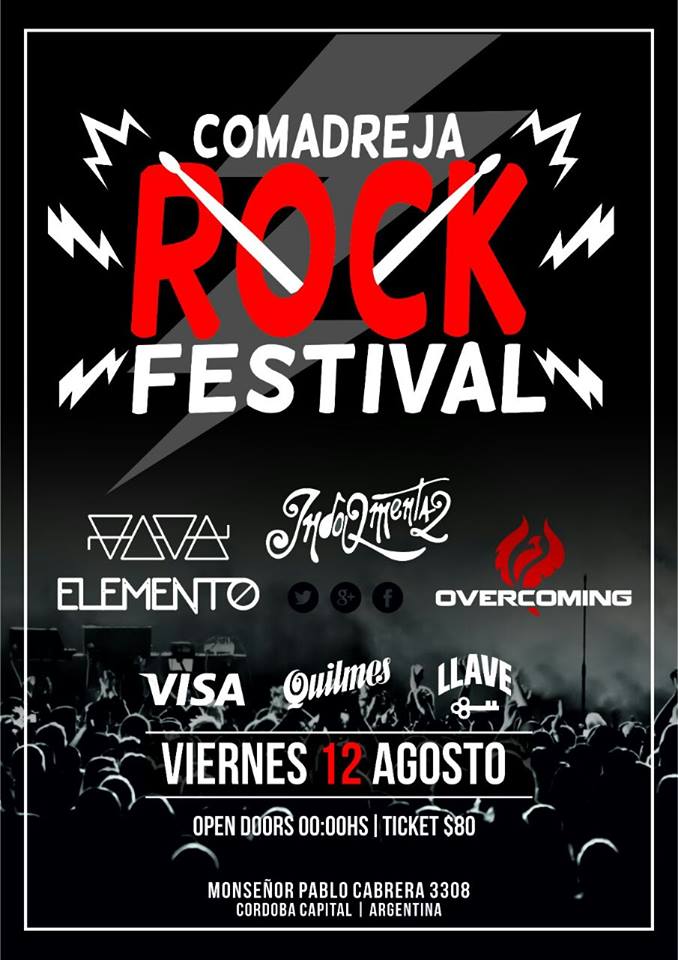 COMADREJA
ROCK
FESTIVAL
ELEMENTO
OVERCOMING
VISA
Quilmes
LLAVE
VIERNES 12 AGOSTO
OPEN DOORS 00:00HS | TICKET $80
MONSEÑOR PABLO CABRERA 3308
CORDOBA CAPITAL | ARGENTINA